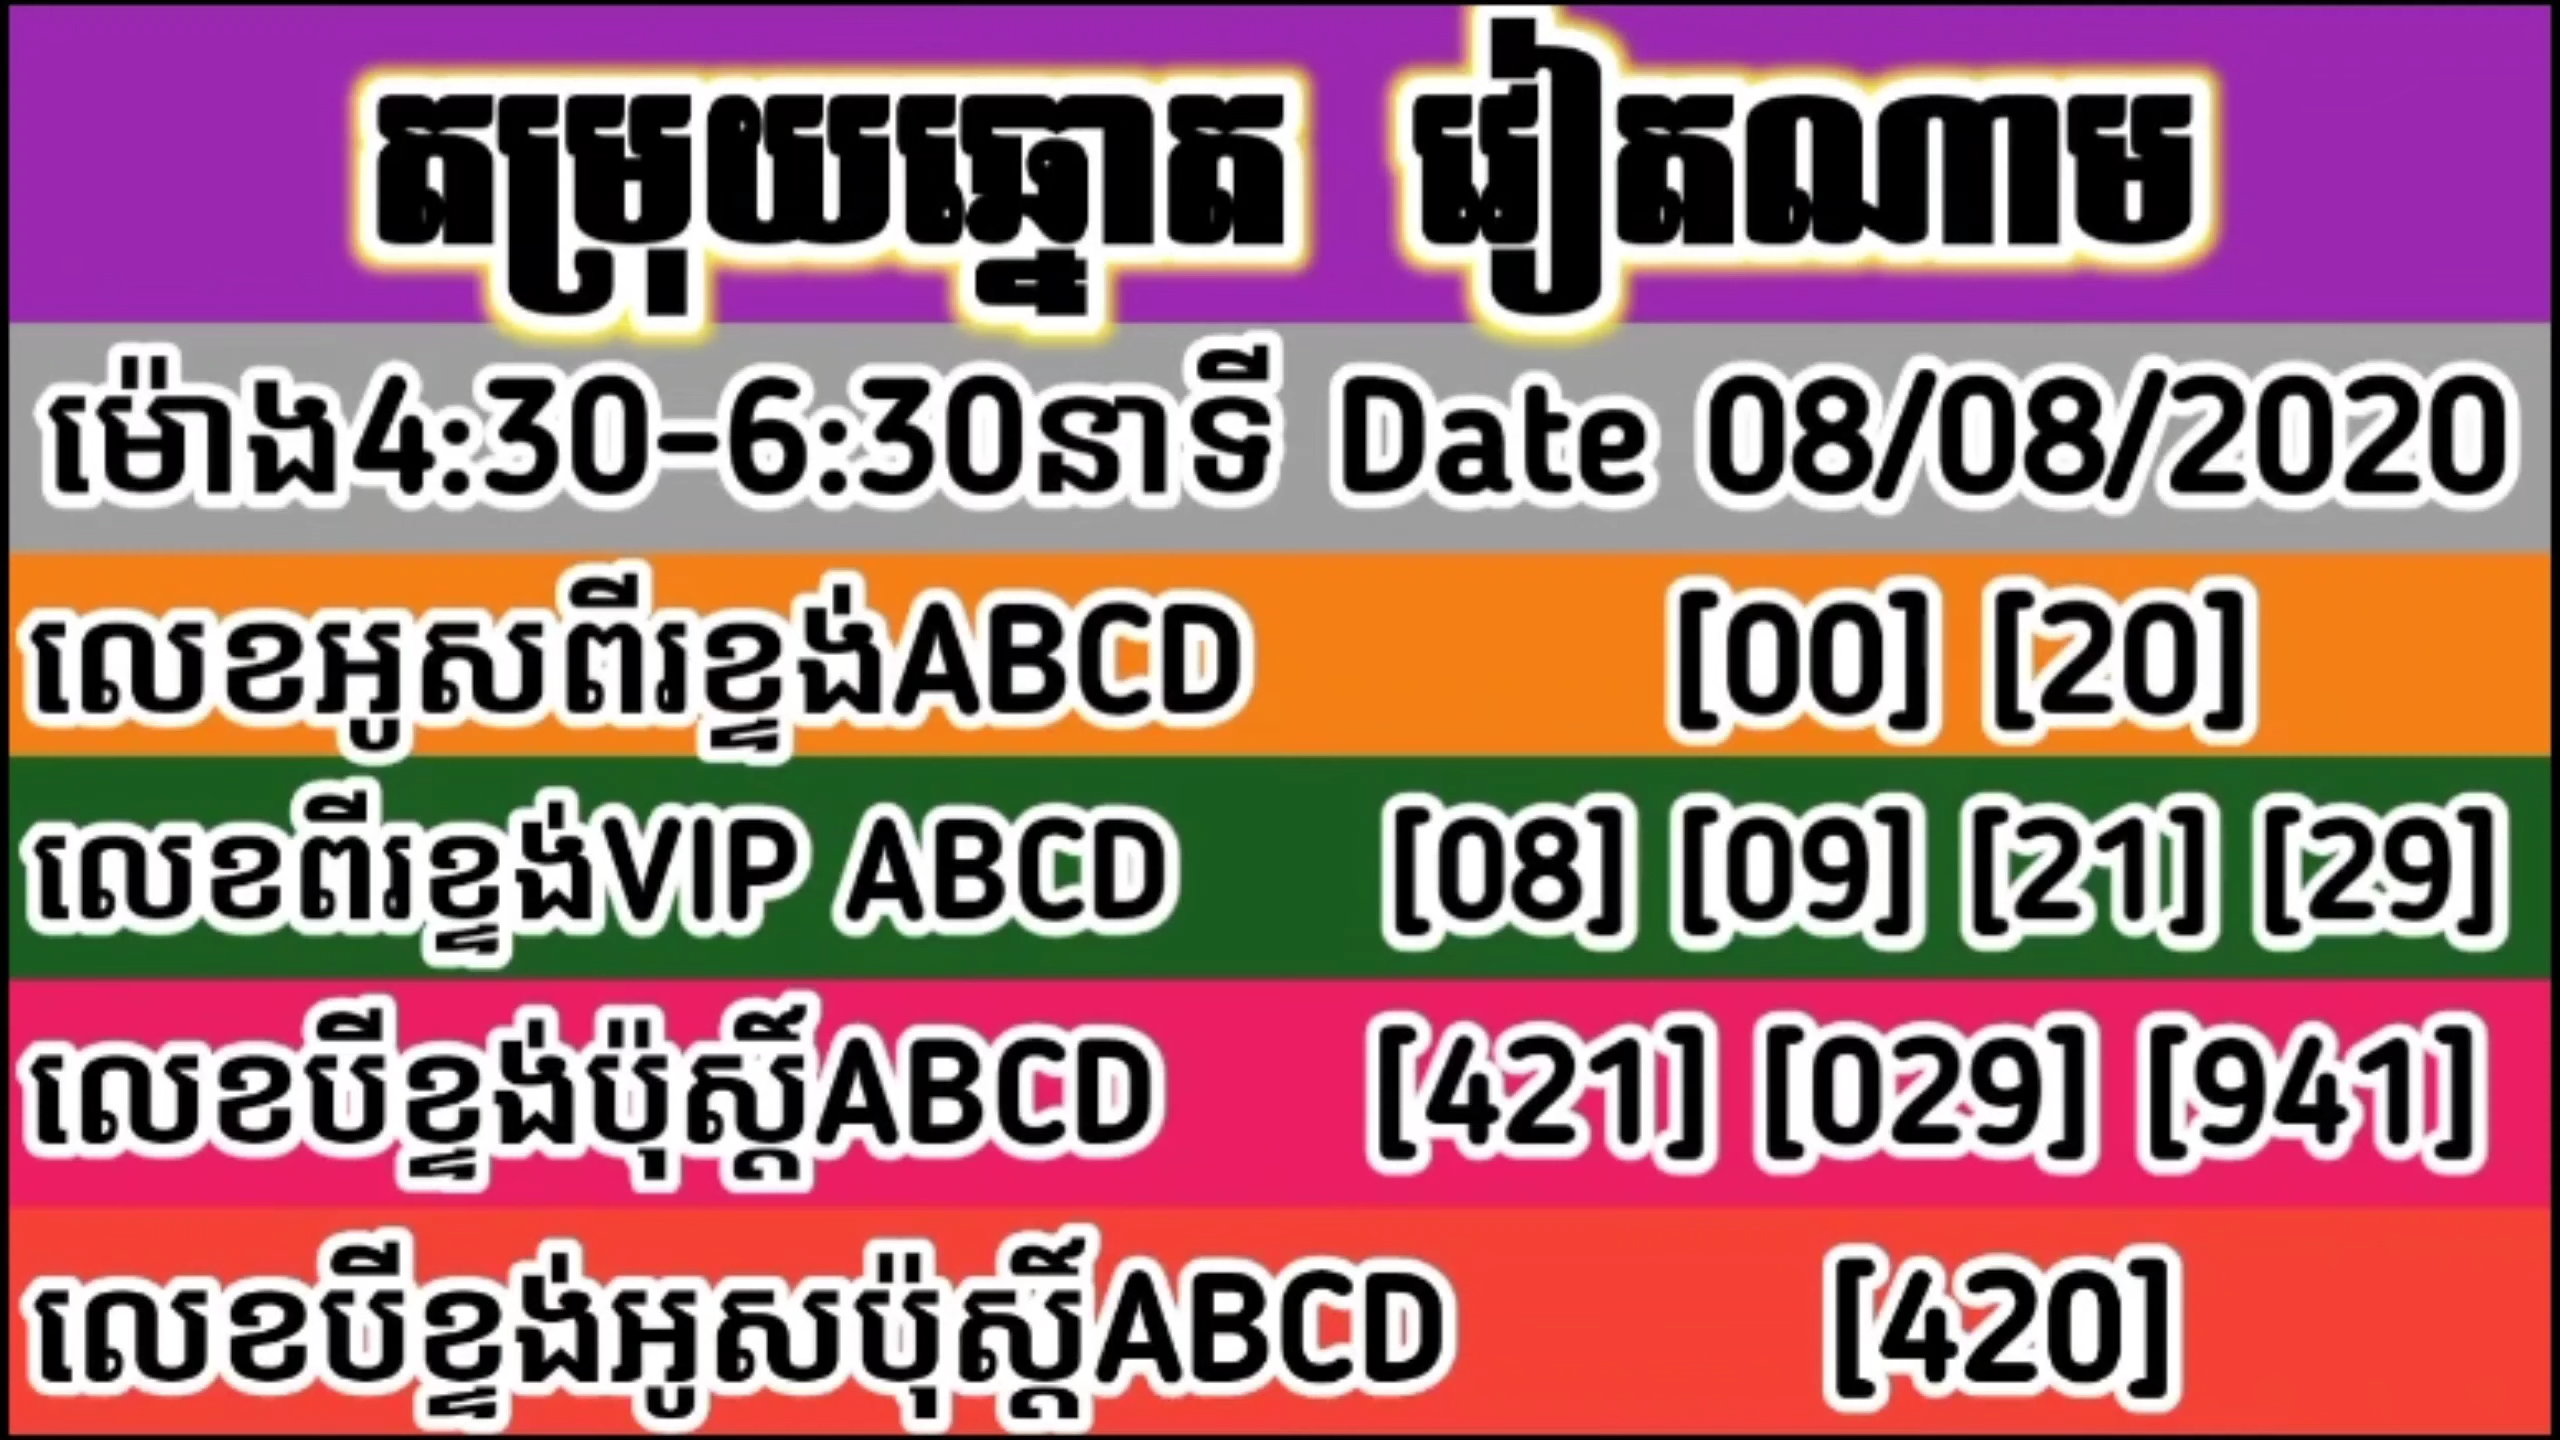 តម្រុយឆ្នោត វៀតណាម
ម៉ោង4:30-6:30នាទី Date 08/08/2020
លេខអូសពីរខ្ទង់ABCD [00] [20]
លេខពីរខ្ទង់VIP ABCD [08] [09] [21] [29]
លេខបីខ្ទង់ប៉ុស្តិ៍ABCD [421] [029] [941]
លេខបីខ្ទង់អូសប៉ុស្តិ៍ABCD [420]